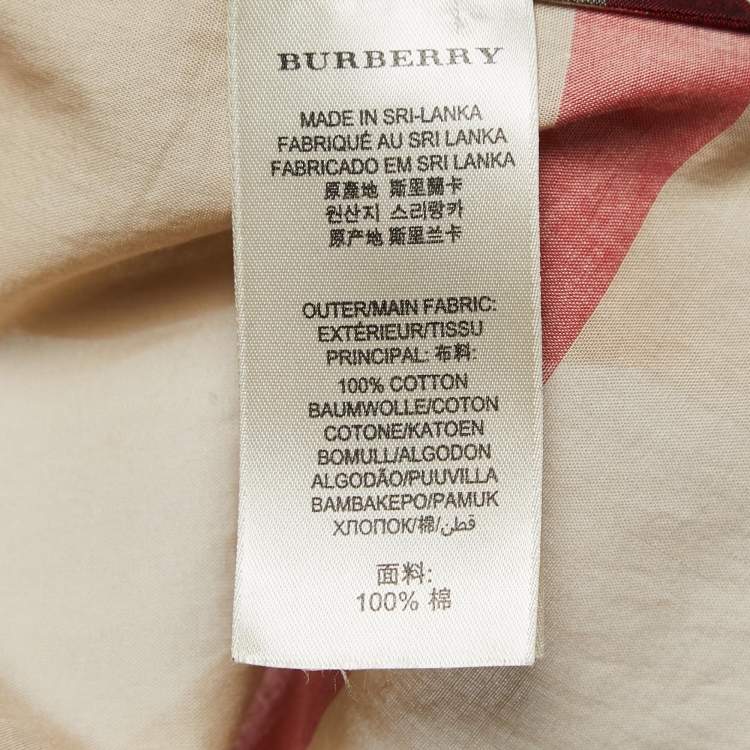 BURBERRY
MADE IN SRI-LANKA
FABRIQUÉ AU SRI LANKA
FABRICADO EM SRI LANKA
原產地 斯里蘭卡
원산지 스리랑카
原产地 斯里兰卡
OUTER/MAIN FABRIC:
EXTÉRIEUR/TISSU
PRINCIPAL: 布料:
100% COTTON
BAUMWOLLE/COTON
COTONE/KATOEN
BOMULL/ALGODON
ALGODÃO/PUUVILLA
BAMBAKEPO/PAMUK
ХЛОПОК/棉/قطن
面料:
100% 棉